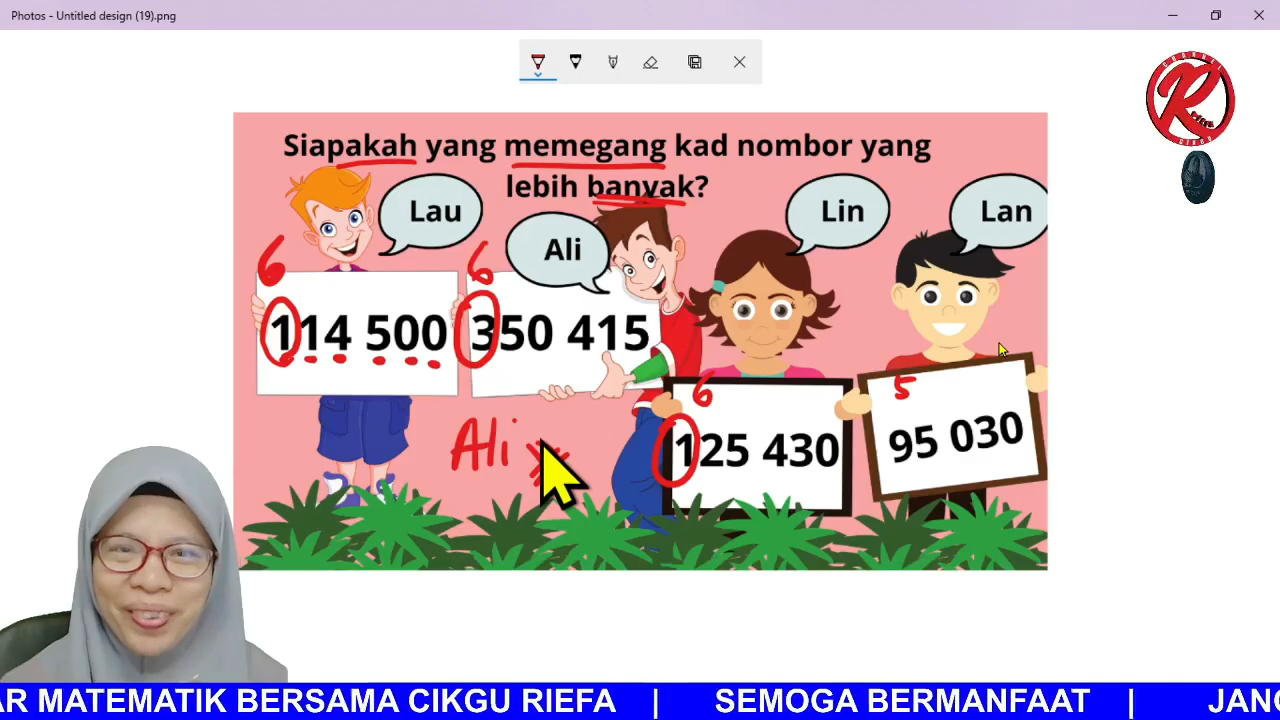 Photos - Untitled design (19).png
Siapakah yang memegang kad nombor yang
lebih banyak?
Lau
Ali
Lin
Lan
6
6
114 500
350 415
6
5
125 430
95 030
Ali
CHANNEL
R
CIKGU
AR MATEMATIK BERSAMA CIKGU RIEFA | SEMOGA BERMANFAAT | JANG